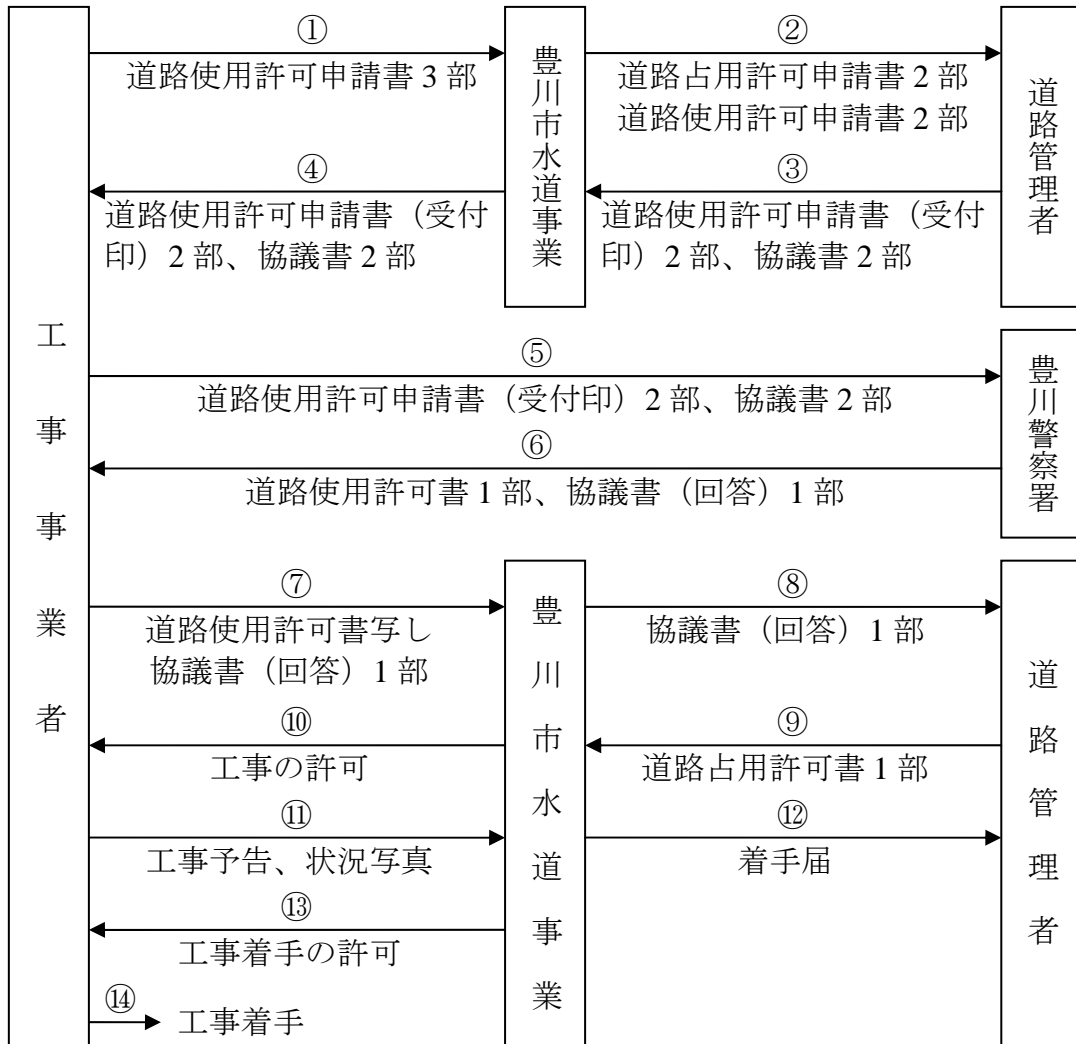 工事事業者
①
道路使用許可申請書 3 部
豊川市水道事業
②
道路占用許可申請書 2 部
道路使用許可申請書 2 部
道路管理者
④
道路使用許可申請書（受付
印）2 部、協議書 2 部
③
道路使用許可申請書（受付
印）2 部、協議書 2 部
⑤
道路使用許可申請書（受付印）2 部、協議書 2 部
豊川警察署
⑥
道路使用許可書 1 部、協議書（回答）1 部
⑦
道路使用許可書写し
協議書（回答）1 部
豊川市水道事業
⑧
協議書（回答）1 部
道路管理者
⑩
工事の許可
⑨
道路占用許可書 1 部
⑪
工事予告、状況写真
⑫
着手届
⑬
工事着手の許可
⑭
工事着手